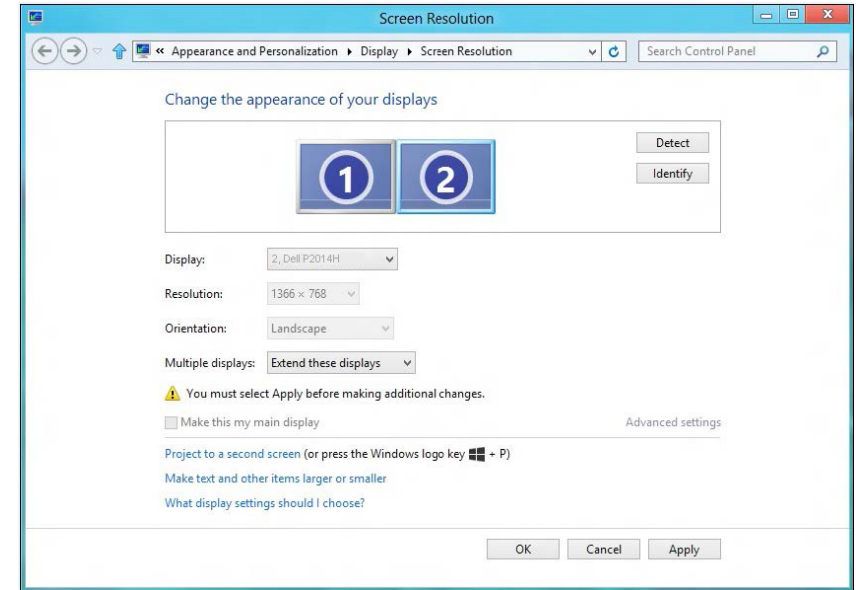 Screen Resolution
« Appearance and Personalization Display Screen Resolution
Search Control Panel
Change the appearance of your displays
1 2
Detect
Identify
Display: 2, Dell P2014H
Resolution: 1366 × 768
Orientation: Landscape
Multiple displays: Extend these displays
You must select Apply before making additional changes.
Make this my main display Advanced settings
Project to a second screen (or press the Windows logo key + P)
Make text and other items larger or smaller
What display settings should I choose?
OK Cancel Apply